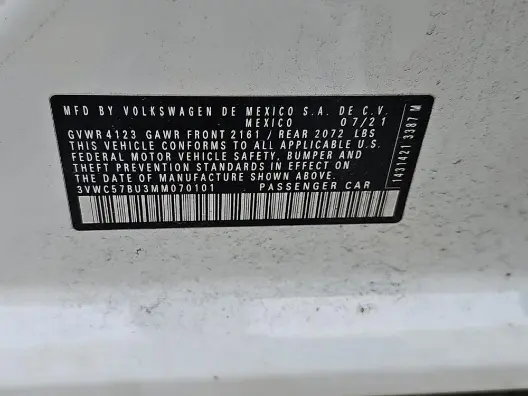 MFD BY VOLKSWAGEN DE MEXICO S.A. DE C.V.
MEXICO 07/21
GVWR 4123 GAWR FRONT 2161 / REAR 2072 LBS
THIS VEHICLE CONFORMS TO ALL APPLICABLE U.S.
FEDERAL MOTOR VEHICLE SAFETY, BUMPER AND
THEFT PREVENTION STANDARDS IN EFFECT ON
THE DATE OF MANUFACTURE SHOWN ABOVE.
3VWC57BU3MM070101 PASSENGER CAR
1431421 3387 M